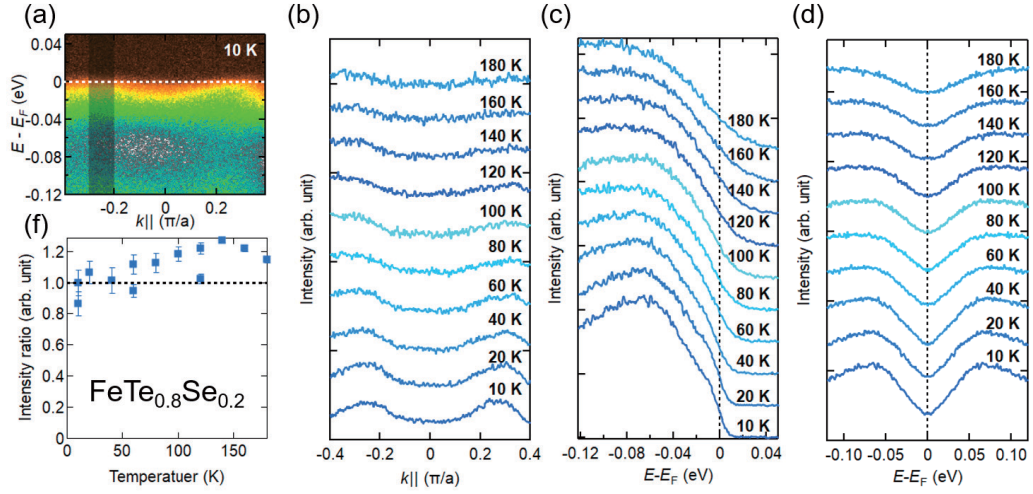 (a)
10 K
0.04
0
-0.04
-0.08
-0.12
E - EF (eV)
-0.2
0
0.2
k|| (π/a)
(f)
1.2
1.0
0.8
0.6
0.4
0.2
0
Intensity ratio (arb. unit)
FeTe0.8Se0.2
0
50
100
150
Temperatuer (K)
(b)
Intensity (arb. unit)
180 K
160 K
140 K
120 K
100 K
80 K
60 K
40 K
20 K
10 K
-0.4
-0.2
0
0.2
0.4
k|| (π/a)
(c)
Intensity (arb. unit)
180 K
160 K
140 K
120 K
100 K
80 K
60 K
40 K
20 K
10 K
-0.12
-0.08
-0.04
0
0.04
E-EF (eV)
(d)
Intensity (arb. unit)
180 K
160 K
140 K
120 K
100 K
80 K
60 K
40 K
20 K
10 K
-0.10
-0.05
0
0.05
0.10
E-EF (eV)